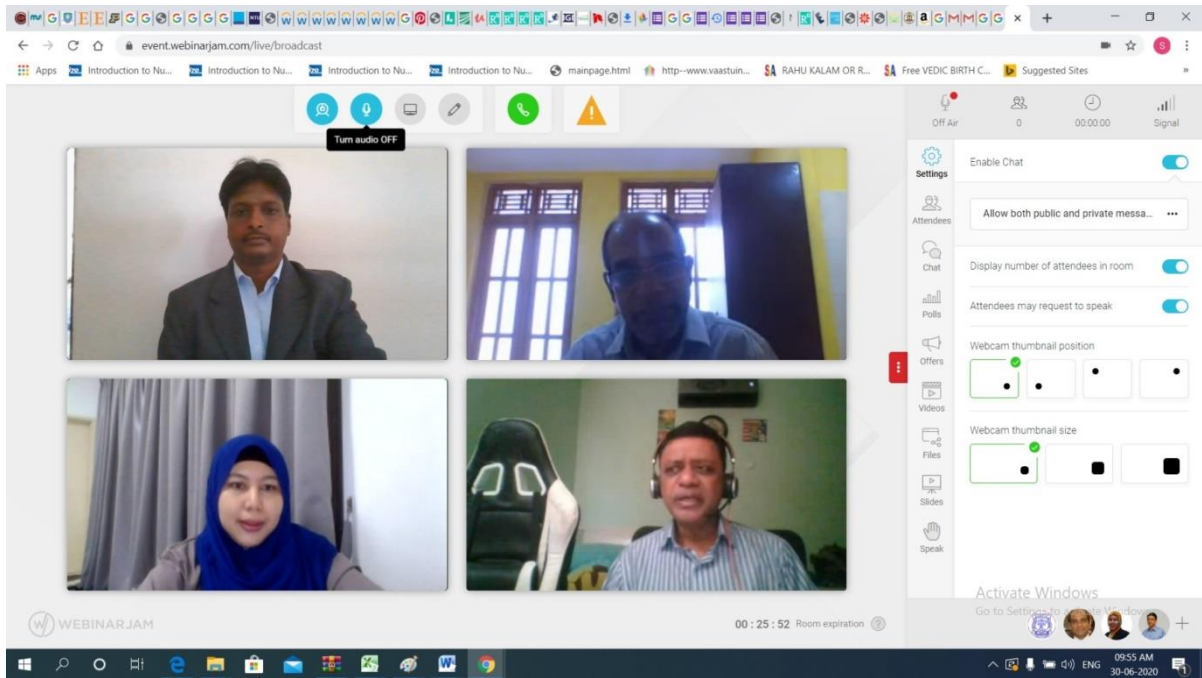 event.webinarjam.com/live/broadcast
S
Apps
Introduction to Nu...
Introduction to Nu...
Introduction to Nu...
Introduction to Nu...
mainpage.html
http--www.vaastuin...
RAHU KALAM OR R...
Free VEDIC BIRTH C...
Suggested Sites
Turn audio OFF
Off Air
0
00:00:00
Signal
Settings
Enable Chat
Attendees
Allow both public and private messa...
Chat
Display number of attendees in room
Polls
Attendees may request to speak
Offers
Webcam thumbnail position
Videos
Webcam thumbnail size
Files
Slides
Speak
Activate Windows
Go to Settings to activate Windows
WEBINARJAM
00 : 25 : 52 Room expiration
ENG
09:55 AM
30-06-2020